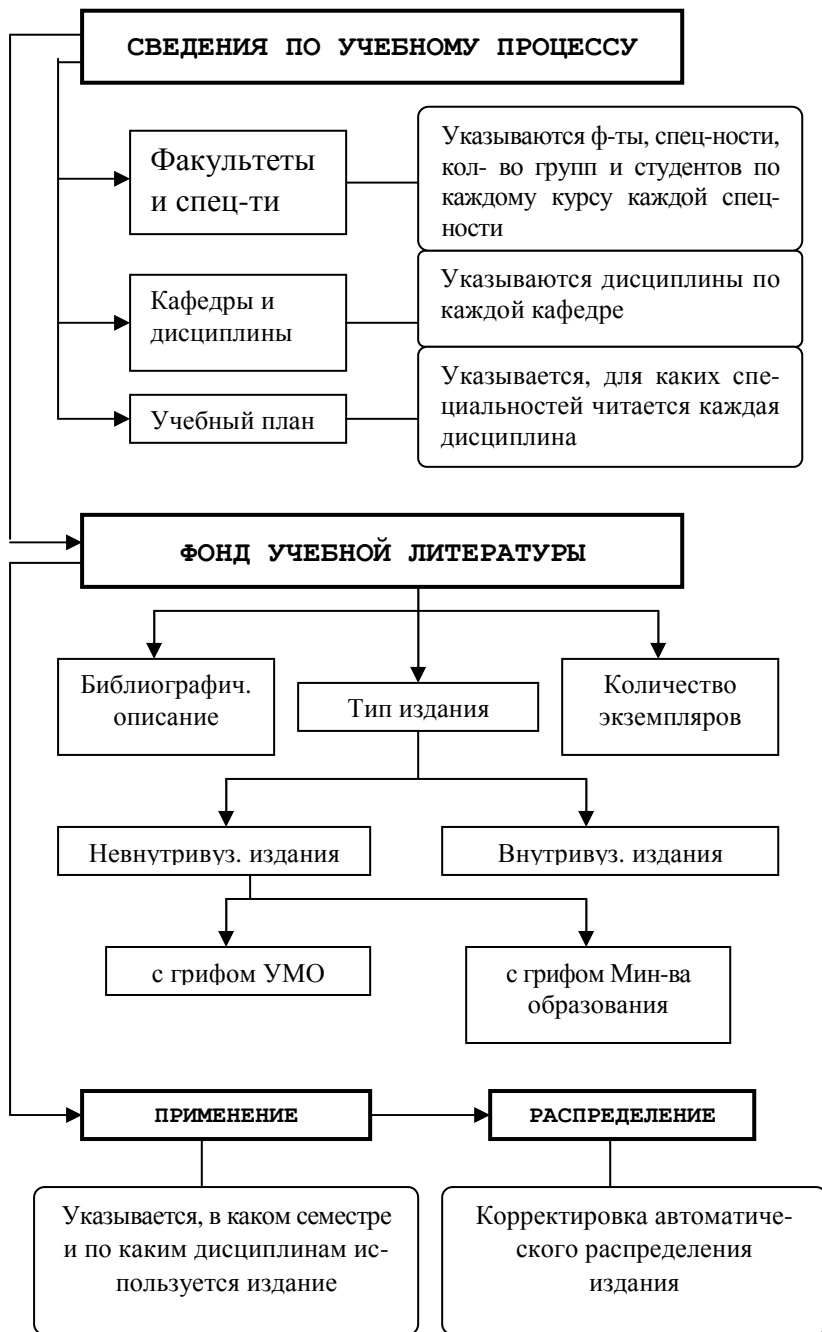 СВЕДЕНИЯ ПО УЧЕБНОМУ ПРОЦЕССУ
Факультеты
и спец-ти
Указываются ф-ты, спец-ности,
кол- во групп и студентов по
каждому курсу каждой спец-
ности
Кафедры и
дисциплины
Указываются дисциплины по
каждой кафедре
Учебный план
Указывается, для каких спе-
циальностей читается каждая
дисциплина
ФОНД УЧЕБНОЙ ЛИТЕРАТУРЫ
Библиографич.
описание
Тип издания
Количество
экземпляров
Невнутривуз. издания
Внутривуз. издания
с грифом УМО
с грифом Мин-ва
образования
ПРИМЕНЕНИЕ
РАСПРЕДЕЛЕНИЕ
Указывается, в каком семестре
и по каким дисциплинам ис-
пользуется издание
Корректировка автоматиче-
ского распределения
издания